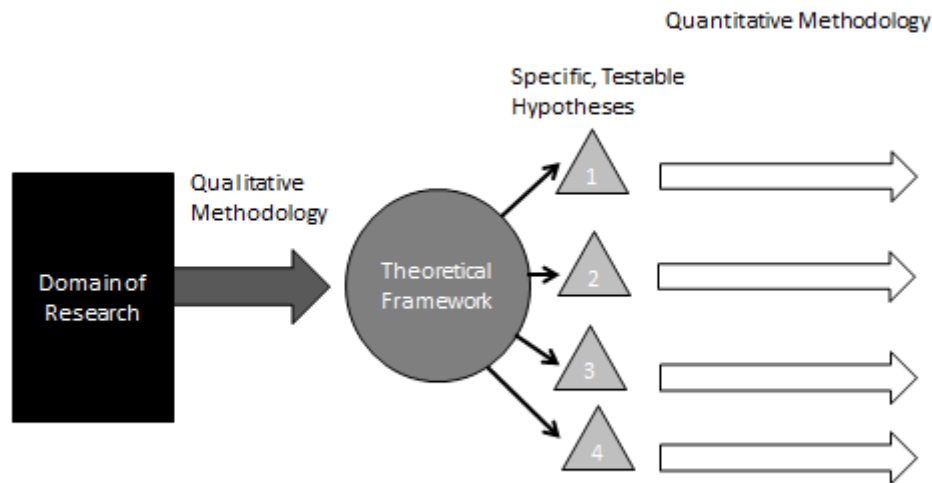 Quantitative Methodology
Specific, Testable
Hypotheses
1
Qualitative
Methodology
2
Theoretical
Framework
Domain of
Research
3
4